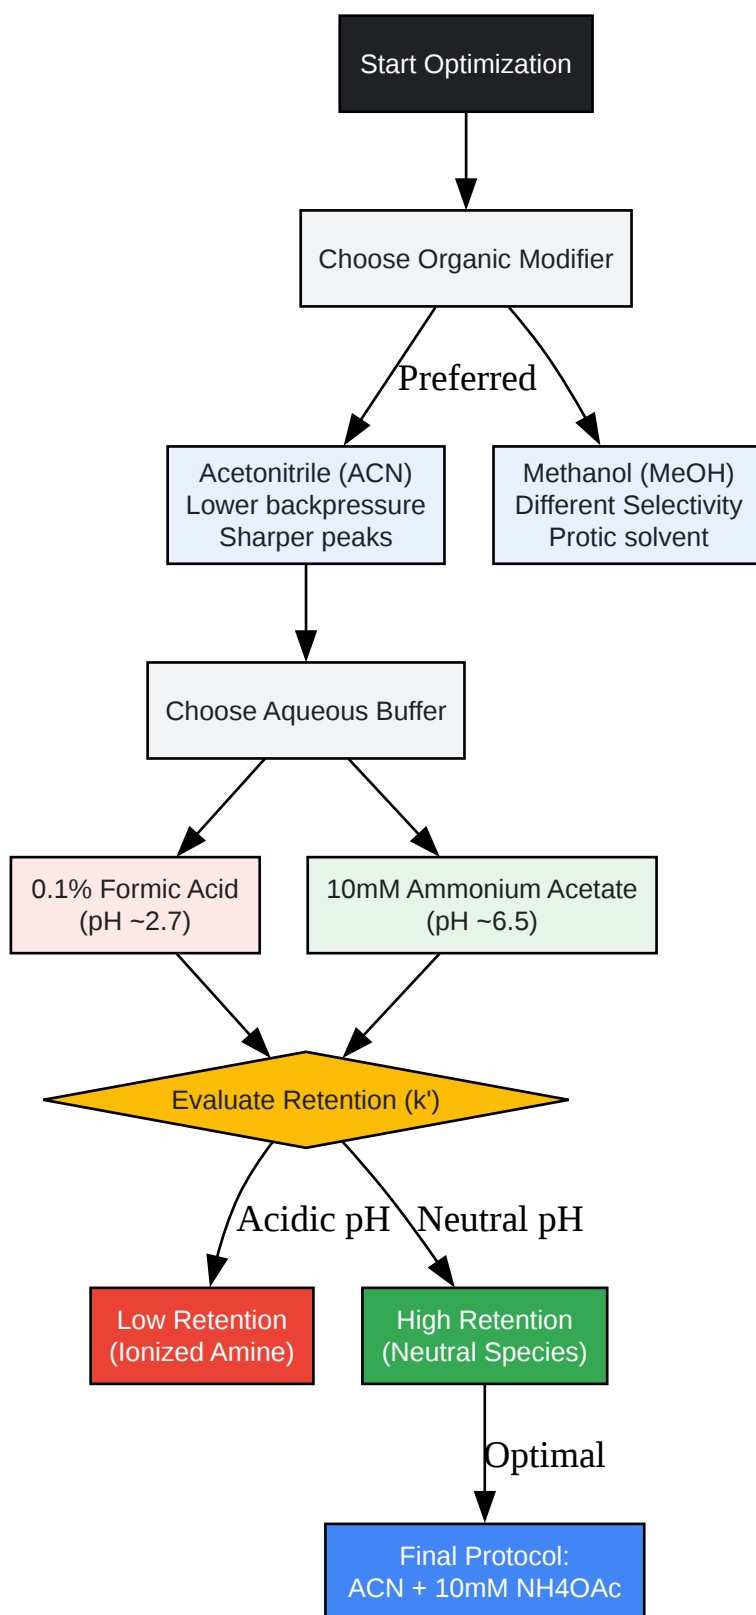 Start Optimization
Choose Organic Modifier
Preferred
Acetonitrile (ACN)
Lower backpressure
Sharper peaks
Methanol (MeOH)
Different Selectivity
Protic solvent
Choose Aqueous Buffer
0.1% Formic Acid
(pH ~2.7)
10mM Ammonium Acetate
(pH ~6.5)
Evaluate Retention (k')
Acidic pH
Neutral pH
Low Retention
(Ionized Amine)
High Retention
(Neutral Species)
Optimal
Final Protocol:
ACN + 10mM NH4OAc